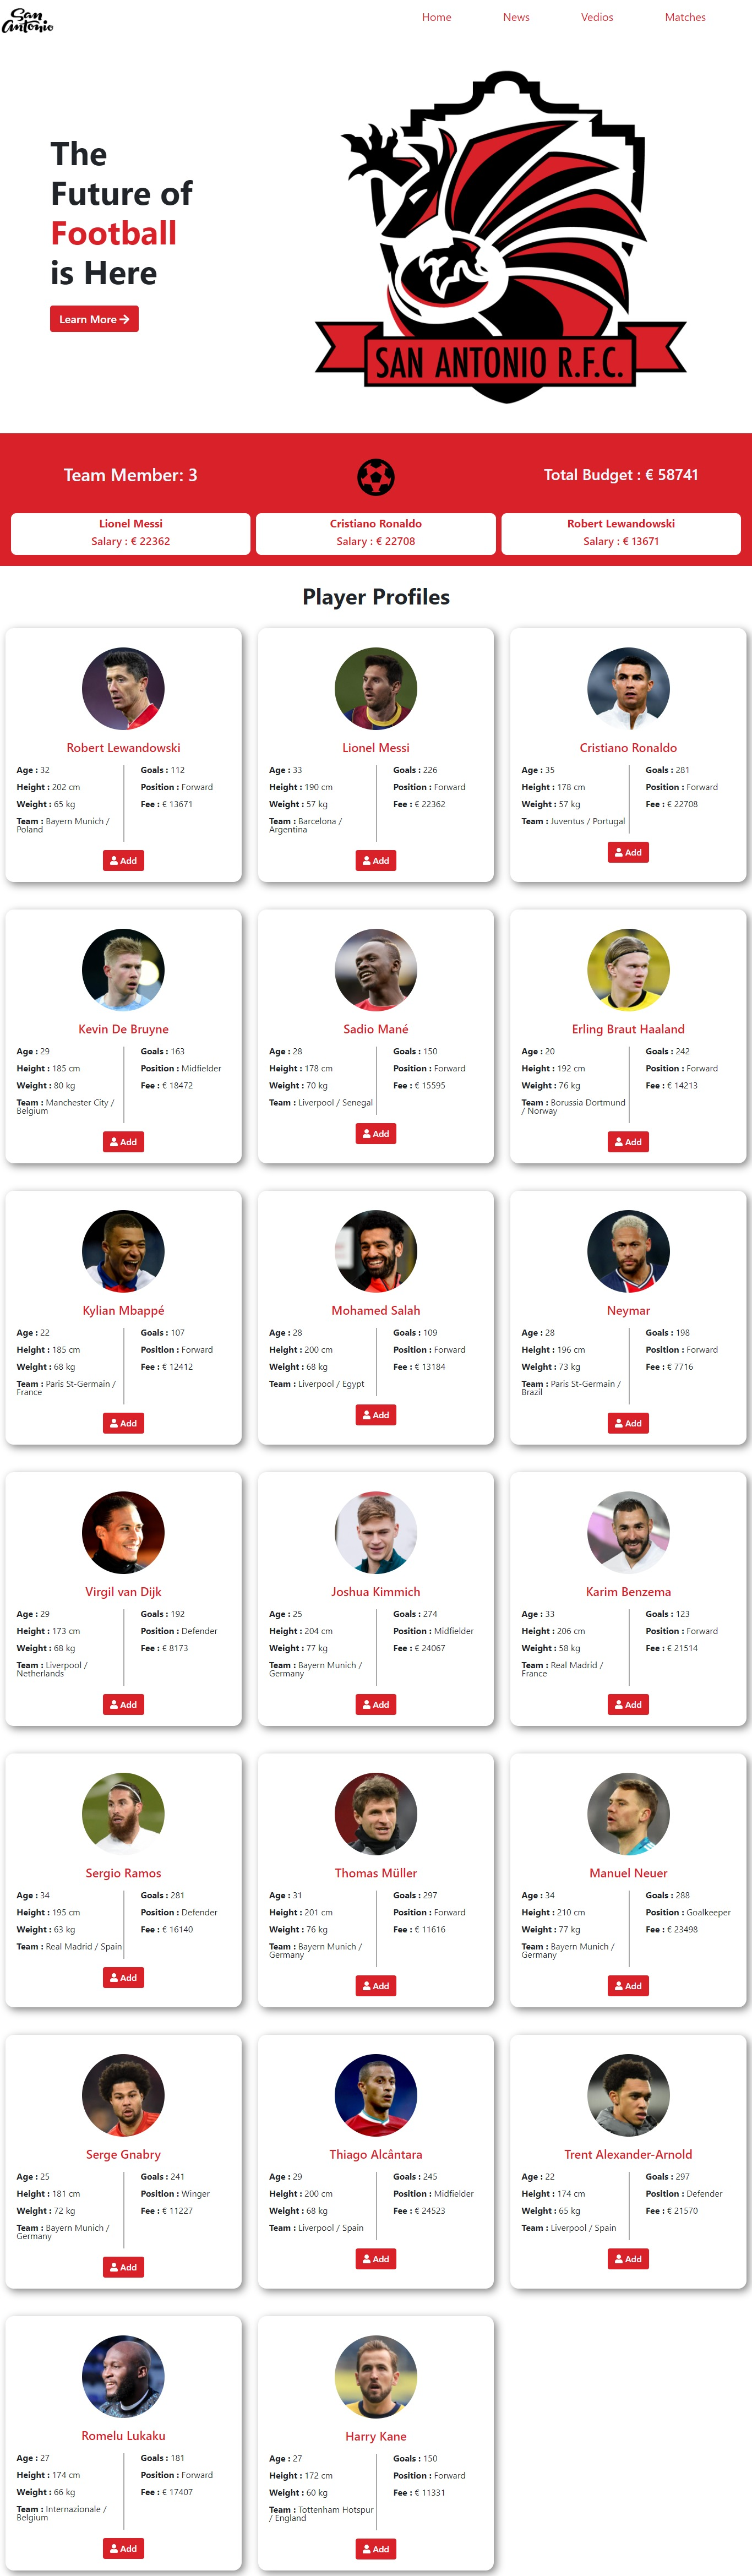 San
Antonio
Home
News
Vedios
Matches
The
Future of
Football
is Here
Learn More
SAN ANTONIO R.F.C.
Team Member: 3
Total Budget : € 58741
Lionel Messi
Salary : € 22362
Cristiano Ronaldo
Salary : € 22708
Robert Lewandowski
Salary : € 13671
Player Profiles
Robert Lewandowski
Age : 32
Height : 202 cm
Weight : 65 kg
Team : Bayern Munich /
Poland
Goals : 112
Position : Forward
Fee : € 13671
Add
Lionel Messi
Age : 33
Height : 190 cm
Weight : 57 kg
Team : Barcelona /
Argentina
Goals : 226
Position : Forward
Fee : € 22362
Add
Cristiano Ronaldo
Age : 35
Height : 178 cm
Weight : 57 kg
Team : Juventus / Portugal
Goals : 281
Position : Forward
Fee : € 22708
Add
Kevin De Bruyne
Age : 29
Height : 185 cm
Weight : 80 kg
Team : Manchester City /
Belgium
Goals : 163
Position : Midfielder
Fee : € 18472
Add
Sadio Mané
Age : 28
Height : 178 cm
Weight : 70 kg
Team : Liverpool / Senegal
Goals : 150
Position : Forward
Fee : € 15595
Add
Erling Braut Haaland
Age : 20
Height : 192 cm
Weight : 76 kg
Team : Borussia Dortmund
/ Norway
Goals : 242
Position : Forward
Fee : € 14213
Add
Kylian Mbappé
Age : 22
Height : 185 cm
Weight : 68 kg
Team : Paris St-Germain /
France
Goals : 107
Position : Forward
Fee : € 12412
Add
Mohamed Salah
Age : 28
Height : 200 cm
Weight : 68 kg
Team : Liverpool / Egypt
Goals : 109
Position : Forward
Fee : € 13184
Add
Neymar
Age : 28
Height : 196 cm
Weight : 73 kg
Team : Paris St-Germain /
Brazil
Goals : 198
Position : Forward
Fee : € 7716
Add
Virgil van Dijk
Age : 29
Height : 173 cm
Weight : 68 kg
Team : Liverpool /
Netherlands
Goals : 192
Position : Defender
Fee : € 8173
Add
Joshua Kimmich
Age : 25
Height : 204 cm
Weight : 77 kg
Team : Bayern Munich /
Germany
Goals : 274
Position : Midfielder
Fee : € 24067
Add
Karim Benzema
Age : 33
Height : 206 cm
Weight : 58 kg
Team : Real Madrid /
France
Goals : 123
Position : Forward
Fee : € 21514
Add
Sergio Ramos
Age : 34
Height : 195 cm
Weight : 63 kg
Team : Real Madrid / Spain
Goals : 281
Position : Defender
Fee : € 16140
Add
Thomas Müller
Age : 31
Height : 201 cm
Weight : 76 kg
Team : Bayern Munich /
Germany
Goals : 297
Position : Forward
Fee : € 11616
Add
Manuel Neuer
Age : 34
Height : 210 cm
Weight : 77 kg
Team : Bayern Munich /
Germany
Goals : 288
Position : Goalkeeper
Fee : € 23498
Add
Serge Gnabry
Age : 25
Height : 181 cm
Weight : 72 kg
Team : Bayern Munich /
Germany
Goals : 241
Position : Winger
Fee : € 11227
Add
Thiago Alcântara
Age : 29
Height : 200 cm
Weight : 68 kg
Team : Liverpool / Spain
Goals : 245
Position : Midfielder
Fee : € 24523
Add
Trent Alexander-Arnold
Age : 22
Height : 174 cm
Weight : 65 kg
Team : Liverpool / Spain
Goals : 297
Position : Defender
Fee : € 21570
Add
Romelu Lukaku
Age : 27
Height : 174 cm
Weight : 66 kg
Team : Internazionale /
Belgium
Goals : 181
Position : Forward
Fee : € 17407
Add
Harry Kane
Age : 27
Height : 172 cm
Weight : 60 kg
Team : Tottenham Hotspur
/ England
Goals : 150
Position : Forward
Fee : € 11331
Add